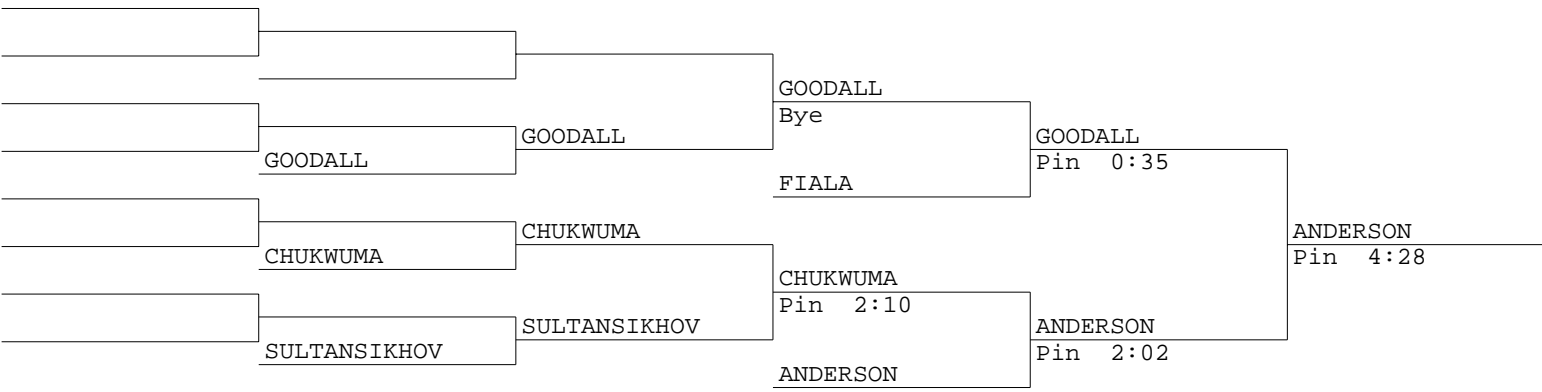 GOODALL
Bye
GOODALL
GOODALL
GOODALL
Pin 0:35
FIALA
CHUKWUMA
ANDERSON
CHUKWUMA
Pin 4:28
CHUKWUMA
Pin 2:10
SULTANSIKHOV
ANDERSON
SULTANSIKHOV
Pin 2:02
ANDERSON